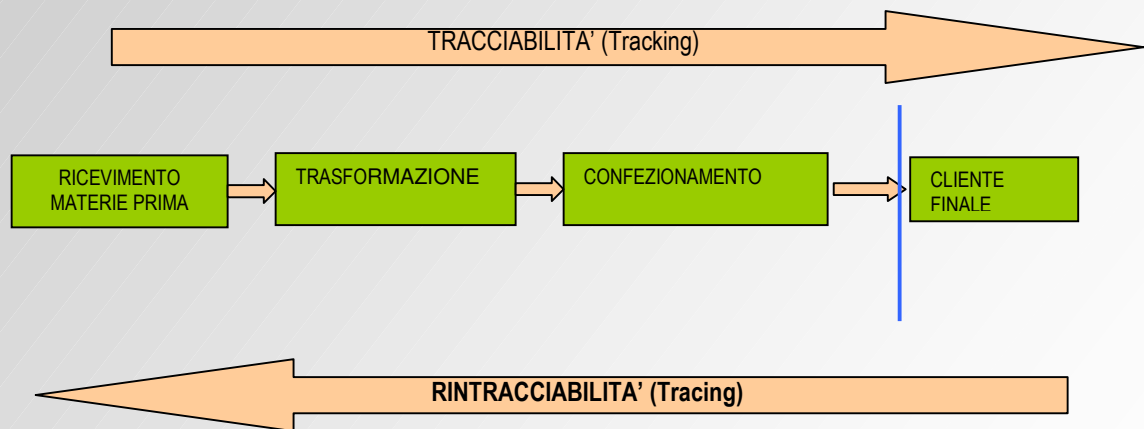 TRACCIABILITA’ (Tracking)
RICEVIMENTO
MATERIE PRIMA
TRASFORMAZIONE
CONFEZIONAMENTO
CLIENTE
FINALE
RINTRACCIABILITA’ (Tracing)